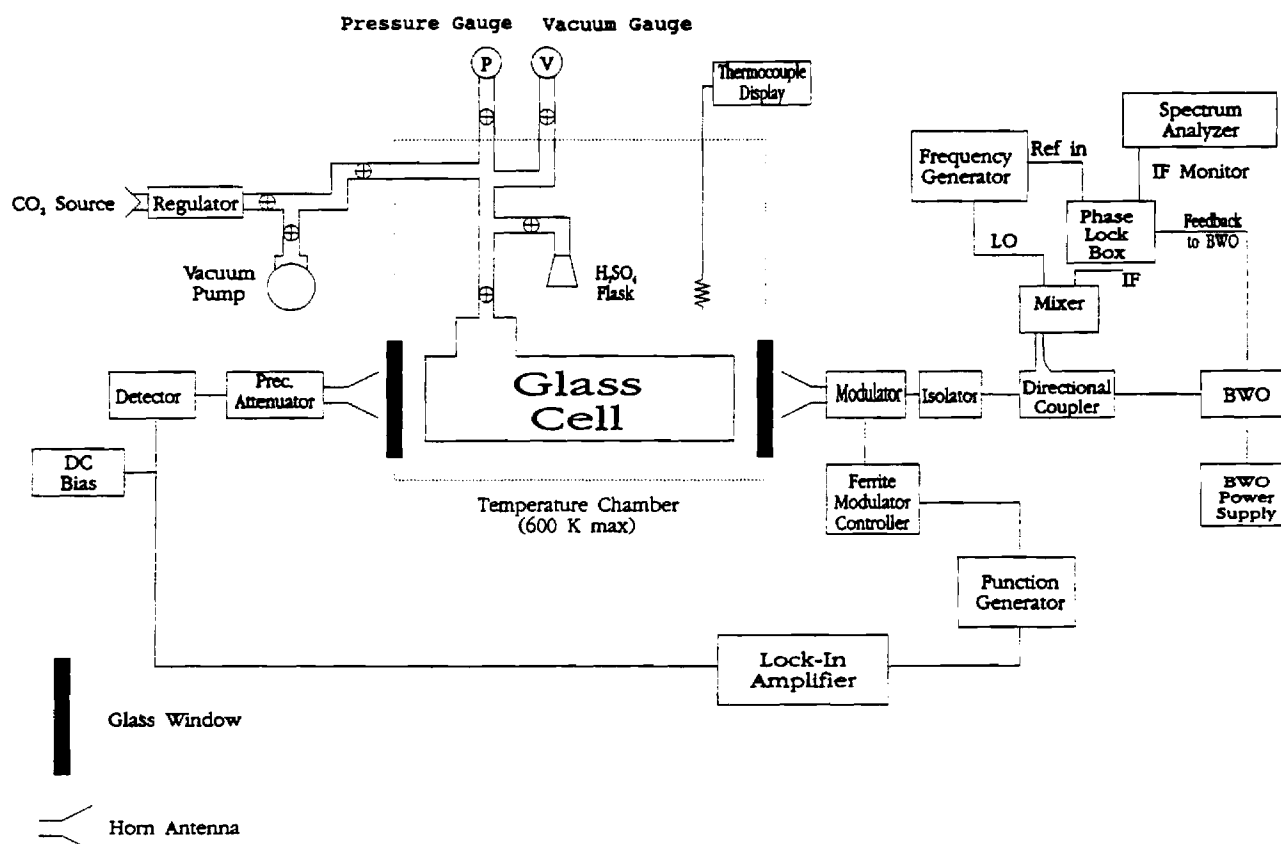 Pressure Gauge
Vacuum Gauge
P
V
Thermocouple
Display
Spectrum
Analyzer
Frequency
Generator
Ref in
IF Monitor
CO₂ Source
Regulator
Phase
Lock
Box
Feedback
to BWO
LO
Vacuum
Pump
H₂SO₄
Flask
IF
Mixer
Detector
Prec.
Attenuator
Glass
Cell
Modulator
Isolator
Directional
Coupler
BWO
DC
Bias
Temperature Chamber
(600 K max)
Ferrite
Modulator
Controller
BWO
Power
Supply
Function
Generator
Lock-In
Amplifier
Glass Window
Horn Antenna